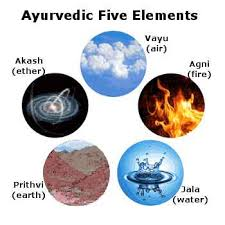 Ayurvedic Five Elements
Vayu
(air)
Akash
(ether)
Agni
(fire)
Prithvi
(earth)
Jala
(water)